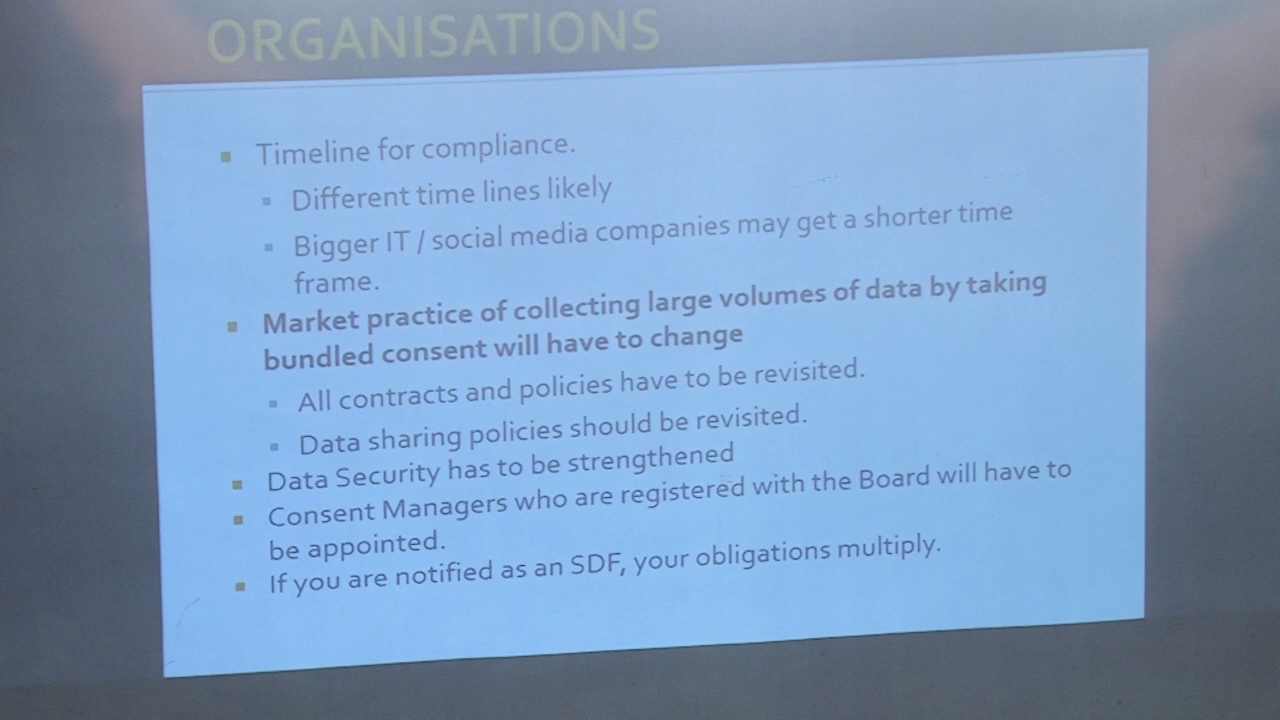 ORGANISATIONS
▪ Timeline for compliance.
▪ Different time lines likely
▪ Bigger IT / social media companies may get a shorter time
frame.
▪ Market practice of collecting large volumes of data by taking
bundled consent will have to change
▪ All contracts and policies have to be revisited.
▪ Data sharing policies should be revisited.
▪ Data Security has to be strengthened
▪ Consent Managers who are registered with the Board will have to
be appointed.
▪ If you are notified as an SDF, your obligations multiply.